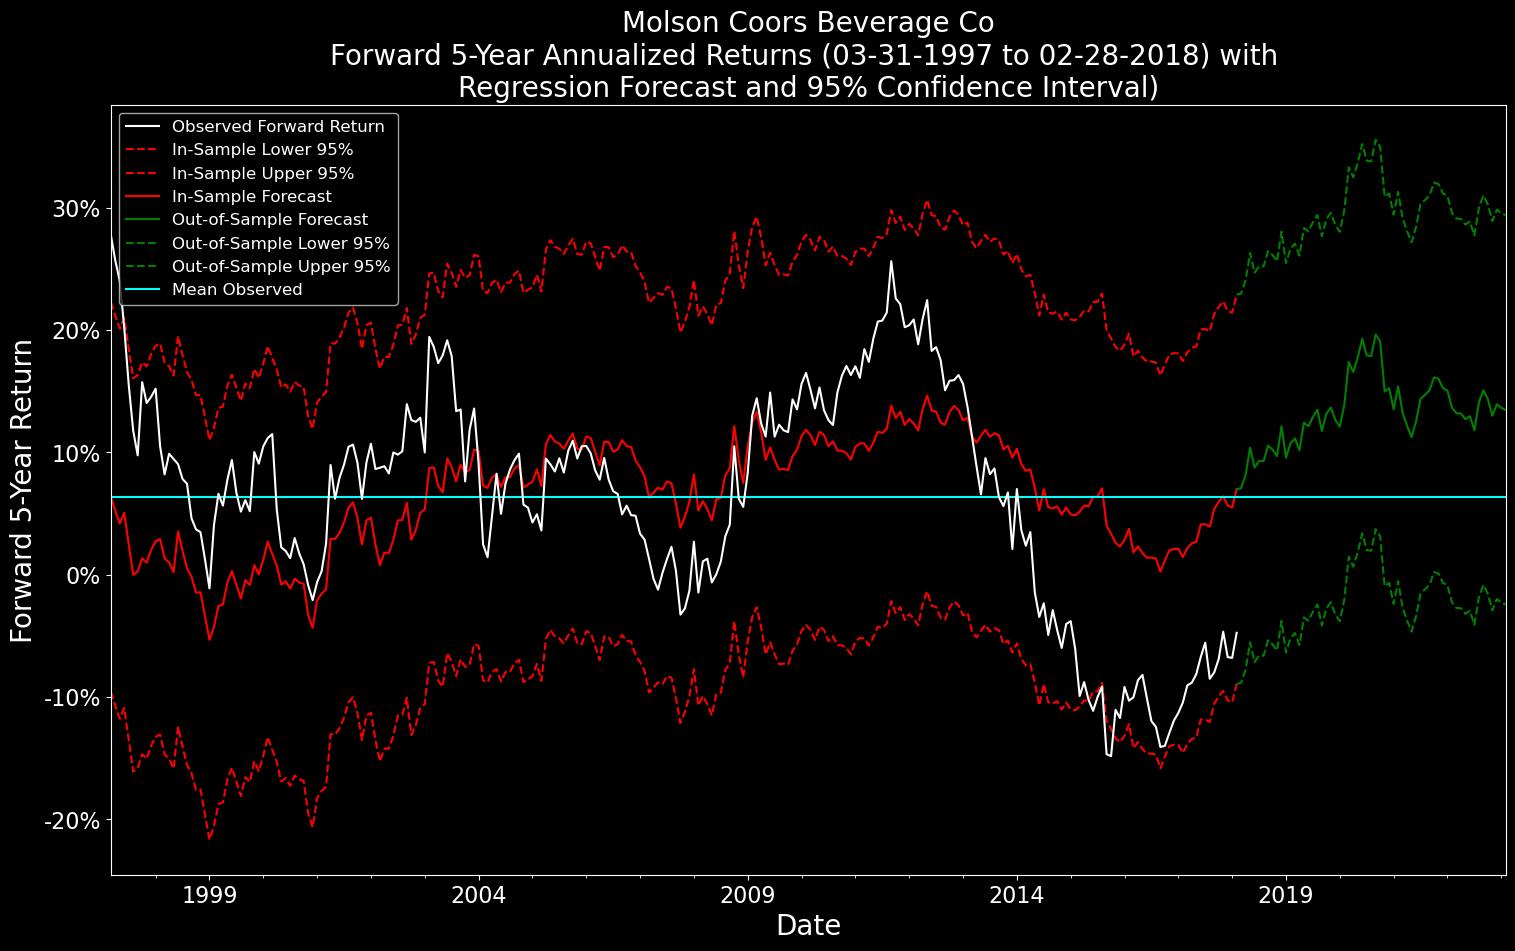 Molson Coors Beverage Co
Forward 5-Year Annualized Returns (03-31-1997 to 02-28-2018) with
Regression Forecast and 95% Confidence Interval)
Observed Forward Return
In-Sample Lower 95%
In-Sample Upper 95%
In-Sample Forecast
Out-of-Sample Forecast
Out-of-Sample Lower 95%
Out-of-Sample Upper 95%
Mean Observed
Forward 5-Year Return
30%
20%
10%
0%
-10%
-20%
1999
2004
2009
2014
2019
Date